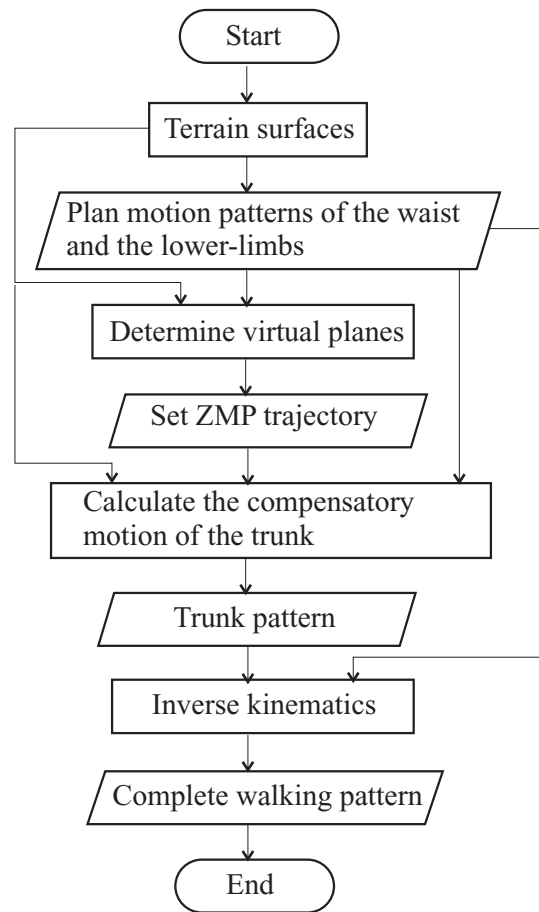 Start
Terrain surfaces
Plan motion patterns of the waist
and the lower-limbs
Determine virtual planes
Set ZMP trajectory
Calculate the compensatory
motion of the trunk
Trunk pattern
Inverse kinematics
Complete walking pattern
End